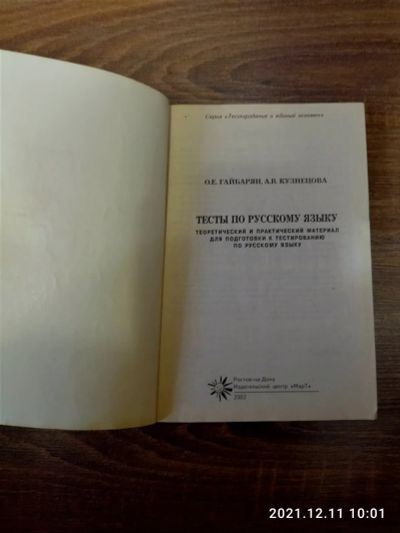 Серия «Тестирование и единый экзамен»
О.Е. ГАЙБАРЯН, А.В. КУЗНЕЦОВА
ТЕСТЫ ПО РУССКОМУ ЯЗЫКУ
ТЕОРЕТИЧЕСКИЙ И ПРАКТИЧЕСКИЙ МАТЕРИАЛ
ДЛЯ ПОДГОТОВКИ К ТЕСТИРОВАНИЮ
ПО РУССКОМУ ЯЗЫКУ
Ростов-на-Дону
Издательский центр «МарТ»
2002
2021.12.11 10:01